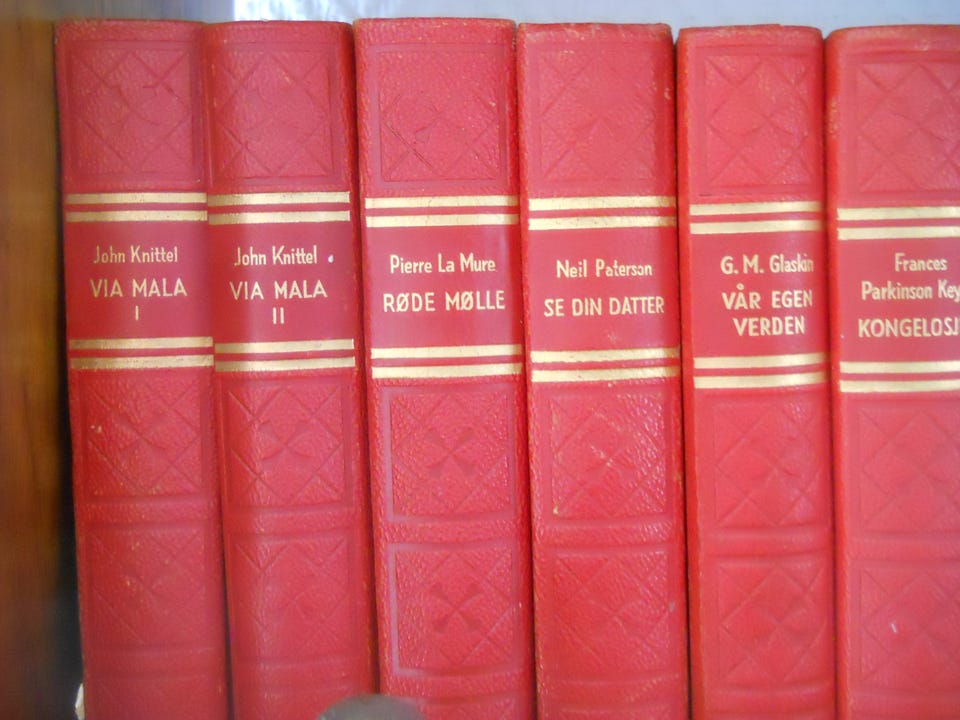 John Knittel
VIA MALA
I
John Knittel
VIA MALA
II
Pierre La Mure
RØDE MØLLE
Neil Paterson
SE DIN DATTER
G. M. Glaskin
VÅR EGEN
VERDEN
Frances
Parkinson Key
KONGELOSJ